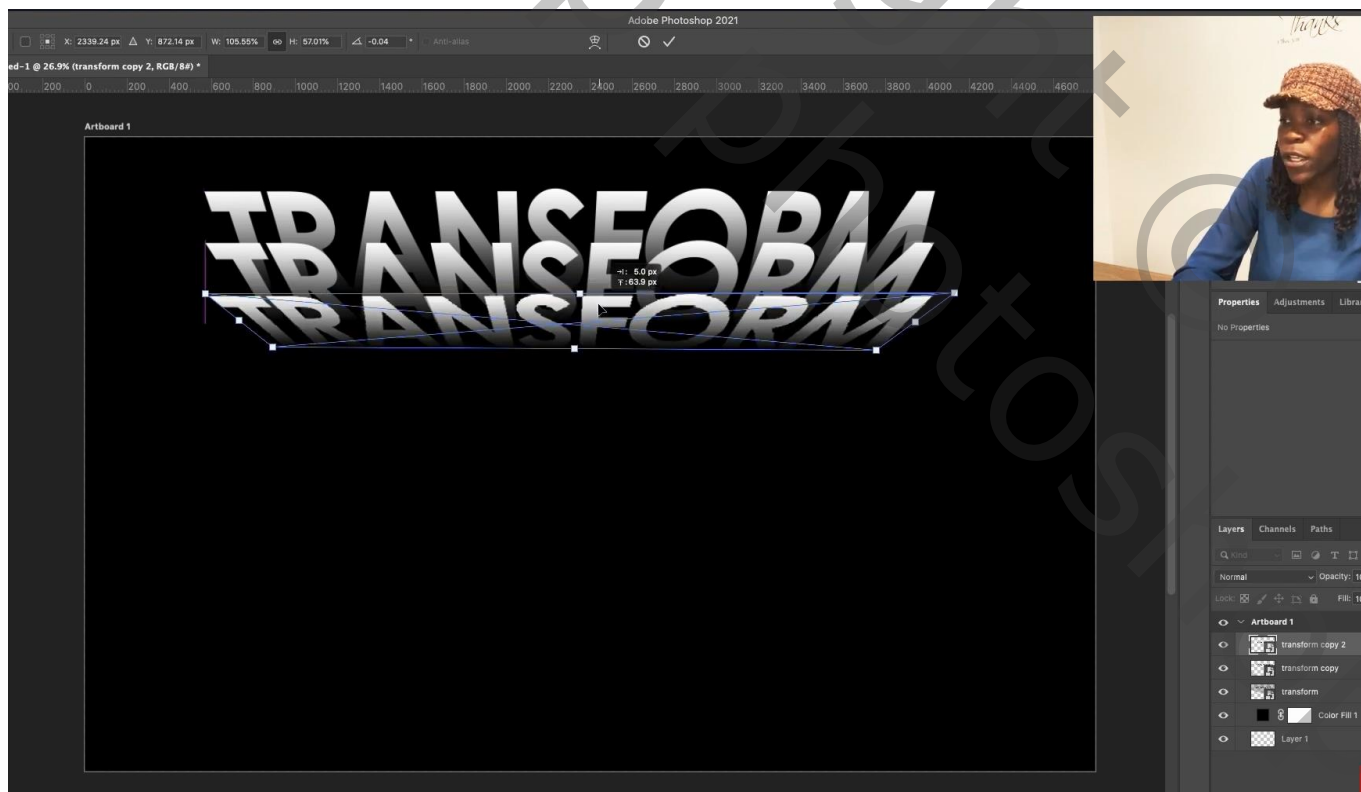 Adobe Photoshop 2021
X: 2339.24 px Y: 872.14 px W: 105.55% H: 57.01% -0.04 ° Anti-alias
ed-1 @ 26.9% (transform copy 2, RGB/8#) *
200 0 200 400 600 800 1000 1200 1400 1600 1800 2000 2200 2400 2600 2800 3000 3200 3400 3600 3800 4000 4200 4400 4600
Thanks
Artboard 1
TRANSFORM
TRANSFORM
TRANSFORM
5.0 px
63.9 px
Properties Adjustments
No Properties
Layers Channels Paths
Kind
Normal Opacity:
Lock: Fill:
Artboard 1
transform copy 2
transform copy
transform
Color Fill 1
Layer 1